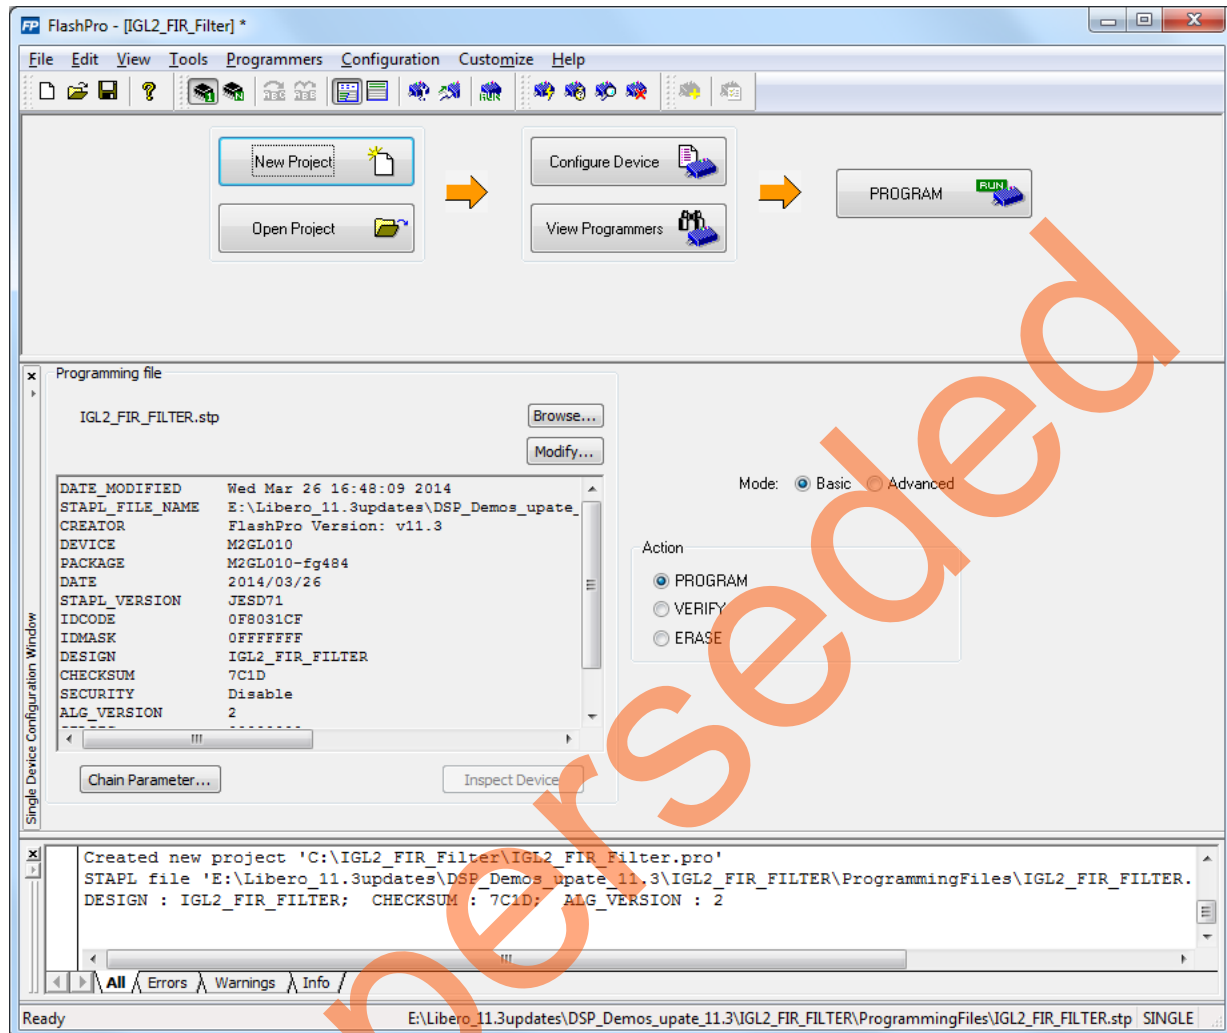 FP FlashPro - [IGL2_FIR_Filter] *
File Edit View Tools Programmers Configuration Customize Help
New Project
Configure Device
PROGRAM
RUN
Open Project
View Programmers
Programming file
IGL2_FIR_FILTER.stp
Browse...
Modify...
DATE_MODIFIED Wed Mar 26 16:48:09 2014
STAPL_FILE_NAME E:\Libero_11.3updates\DSP_Demos_upate_
CREATOR FlashPro Version: v11.3
DEVICE M2GL010
PACKAGE M2GL010-fg484
DATE 2014/03/26
STAPL_VERSION JESD71
IDCODE 0F8031CF
IDMASK 0FFFFFFF
DESIGN IGL2_FIR_FILTER
CHECKSUM 7C1D
SECURITY Disable
ALG_VERSION 2
Mode: Basic Advanced
Action
PROGRAM
VERIFY
ERASE
Chain Parameter...
Inspect Device
Single Device Configuration Window
Created new project 'C:\IGL2_FIR_Filter\IGL2_FIR_Filter.pro'
STAPL file 'E:\Libero_11.3updates\DSP_Demos_upate_11.3\IGL2_FIR_FILTER\ProgrammingFiles\IGL2_FIR_FILTER.
DESIGN : IGL2_FIR_FILTER; CHECKSUM : 7C1D; ALG_VERSION : 2
All Errors Warnings Info
Ready E:\Libero_11.3updates\DSP_Demos_upate_11.3\IGL2_FIR_FILTER\ProgrammingFiles\IGL2_FIR_FILTER.stp SINGLE
perseded